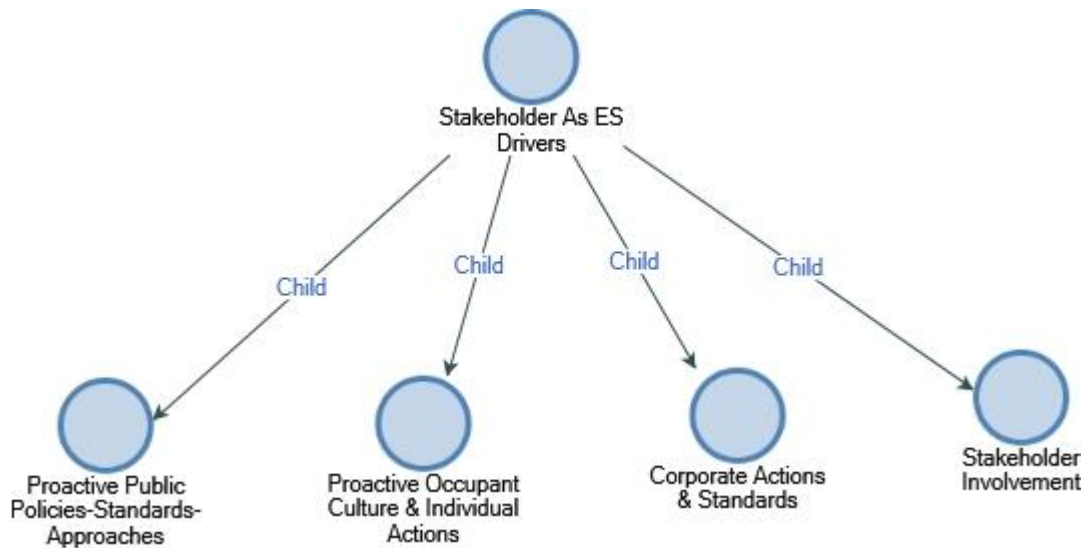 Stakeholder As ES
Drivers
Child
Child
Child
Child
Proactive Public
Policies-Standards-
Approaches
Proactive Occupant
Culture & Individual
Actions
Corporate Actions
& Standards
Stakeholder
Involvement